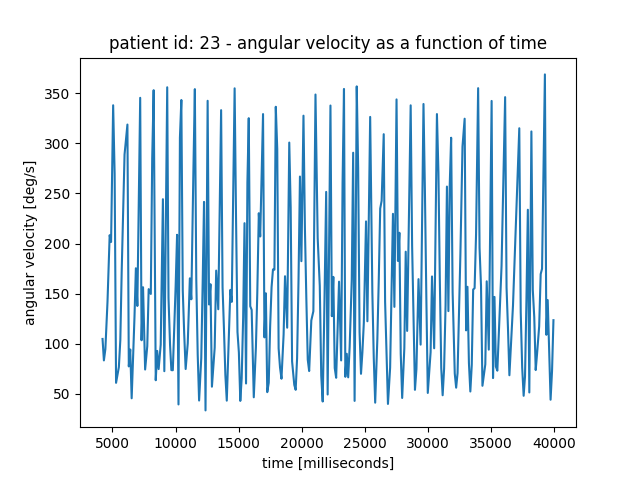 patient id: 23 - angular velocity as a function of time
350
300
250
200
150
100
50
angular velocity [deg/s]
5000 10000 15000 20000 25000 30000 35000 40000
time [milliseconds]